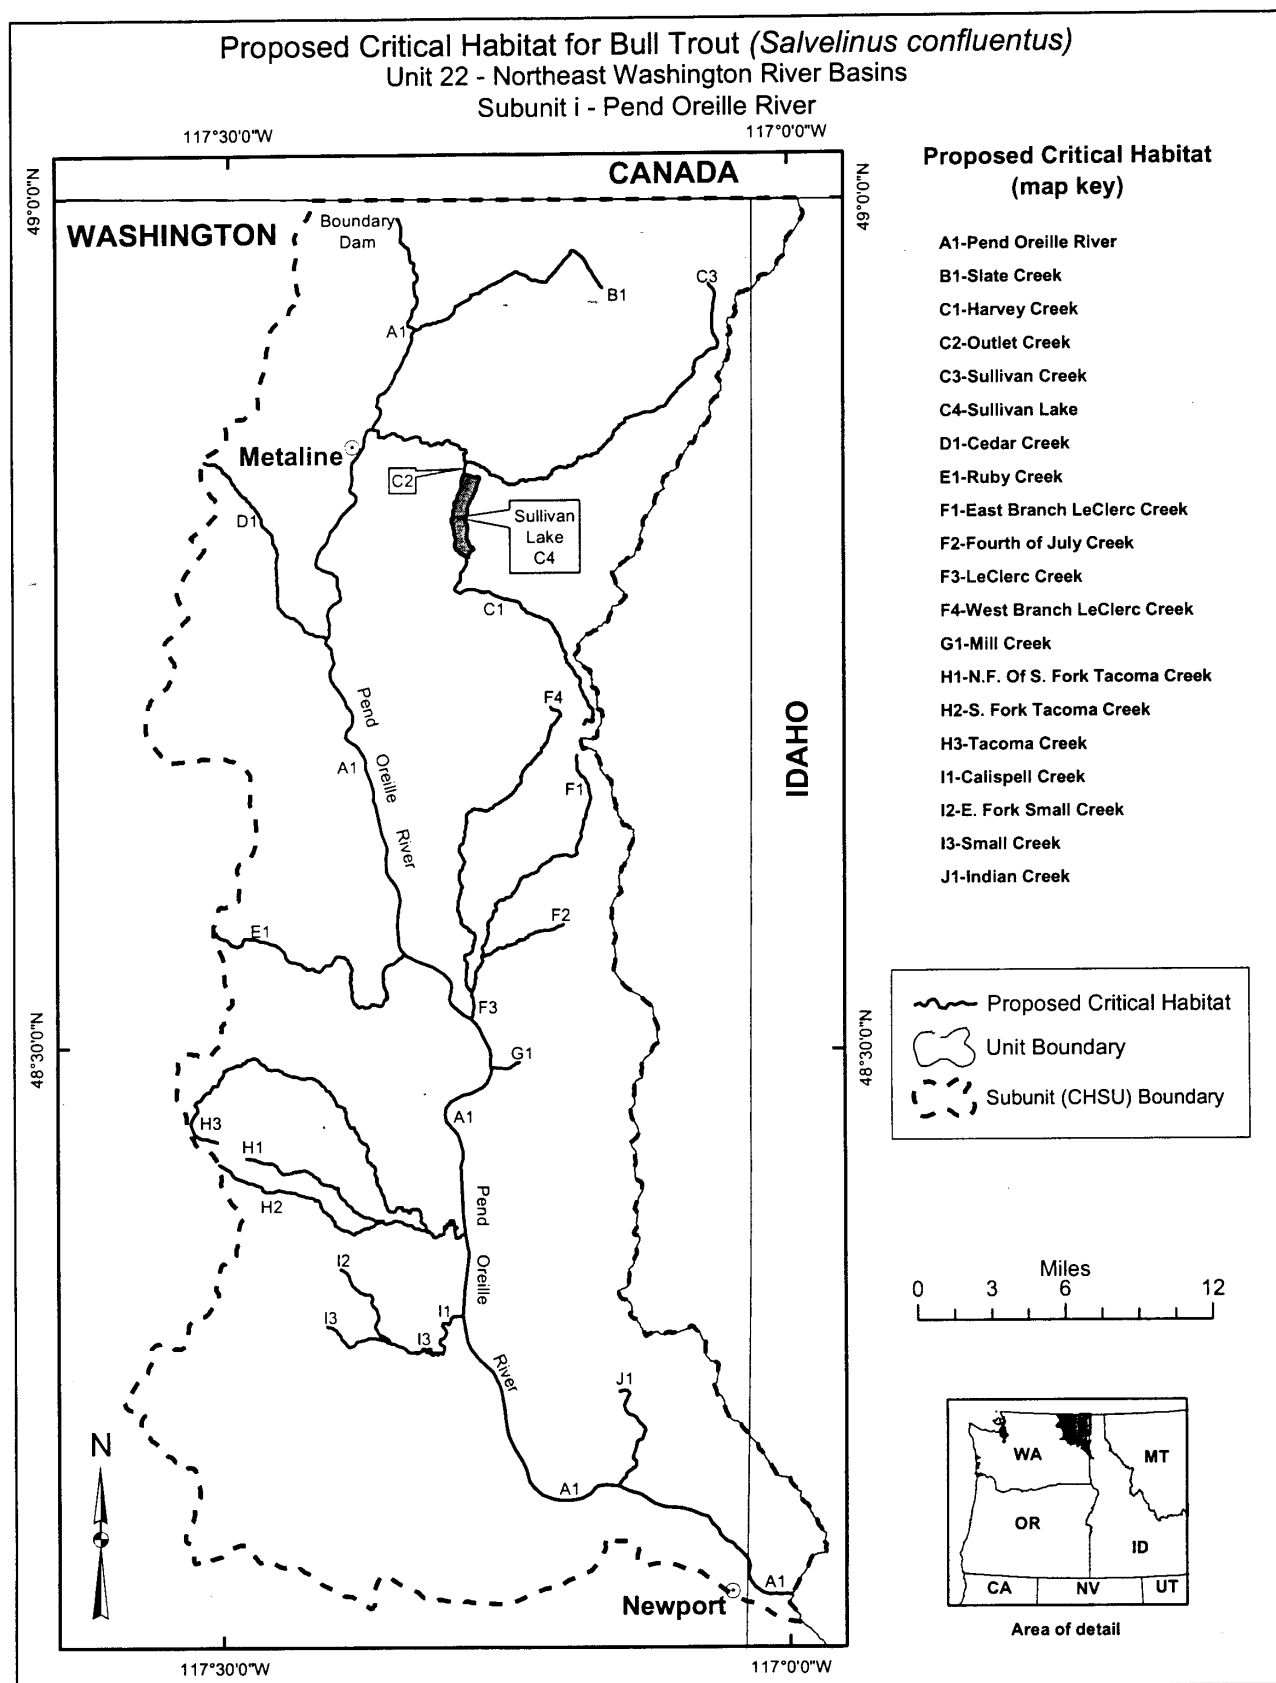 Proposed Critical Habitat for Bull Trout (Salvelinus confluentus)
Unit 22 - Northeast Washington River Basins
Subunit i - Pend Oreille River
117°30'0"W
117°0'0"W
49°0'0"N
49°0'0"N
CANADA
WASHINGTON
Boundary
Dam
B1
C3
A1
Metaline
C2
D1
Sullivan
Lake
C4
C1
F4
Pend
Oreille
River
A1
F1
IDAHO
F2
E1
F3
G1
48°30'0"N
48°30'0"N
A1
H3
H1
H2
Pend
Oreille
River
I2
I3
I1
I3
J1
A1
N
Newport
A1
117°30'0"W
117°0'0"W
Proposed Critical Habitat
(map key)
A1-Pend Oreille River
B1-Slate Creek
C1-Harvey Creek
C2-Outlet Creek
C3-Sullivan Creek
C4-Sullivan Lake
D1-Cedar Creek
E1-Ruby Creek
F1-East Branch LeClerc Creek
F2-Fourth of July Creek
F3-LeClerc Creek
F4-West Branch LeClerc Creek
G1-Mill Creek
H1-N.F. Of S. Fork Tacoma Creek
H2-S. Fork Tacoma Creek
H3-Tacoma Creek
I1-Calispell Creek
I2-E. Fork Small Creek
I3-Small Creek
J1-Indian Creek
Proposed Critical Habitat
Unit Boundary
Subunit (CHSU) Boundary
Miles
0 3 6 12
WA
MT
OR
ID
CA
NV
UT
Area of detail